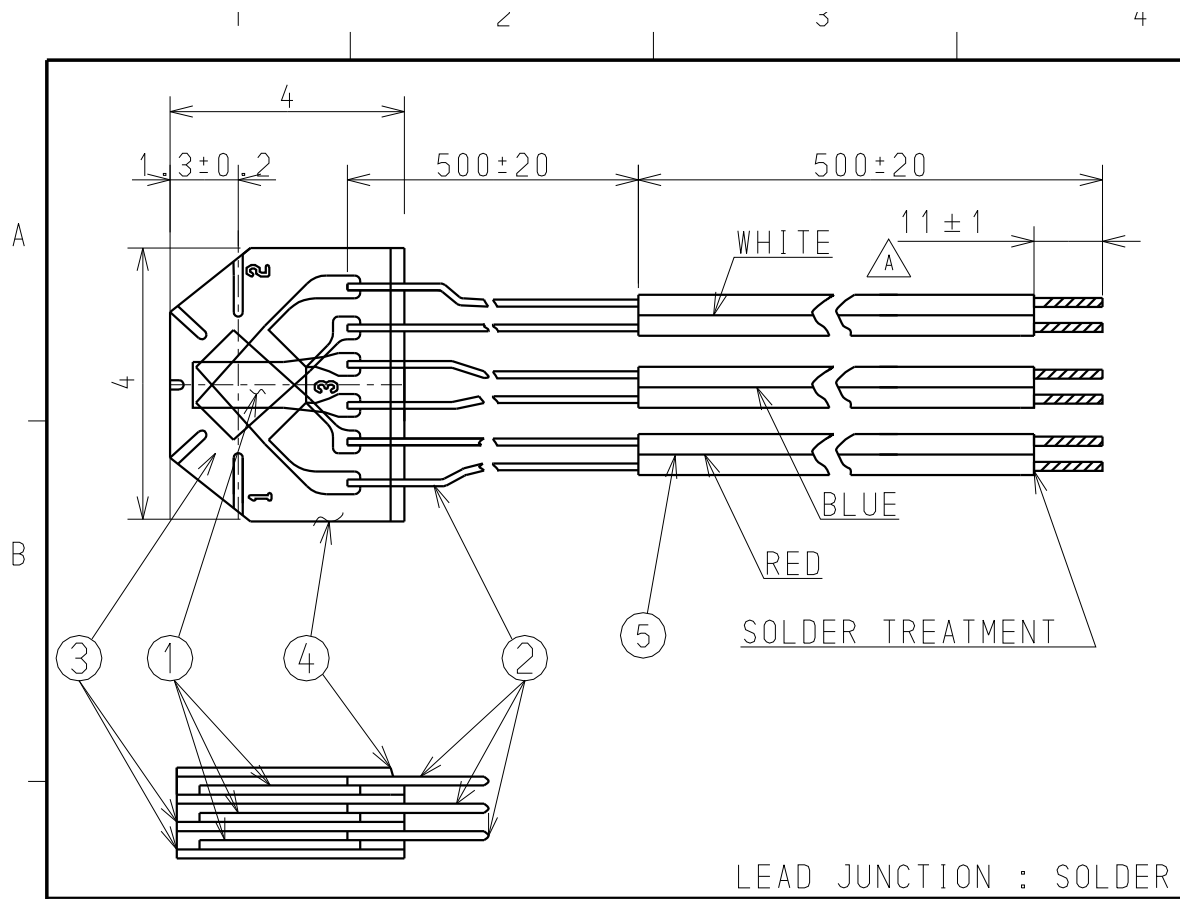 1 2 3 4
4
1.3±0.2 500±20 500±20
11±1
A
WHITE
A
2
4
3
1
BLUE
B
RED
5
SOLDER TREATMENT
3 1 4 2
LEAD JUNCTION : SOLDER